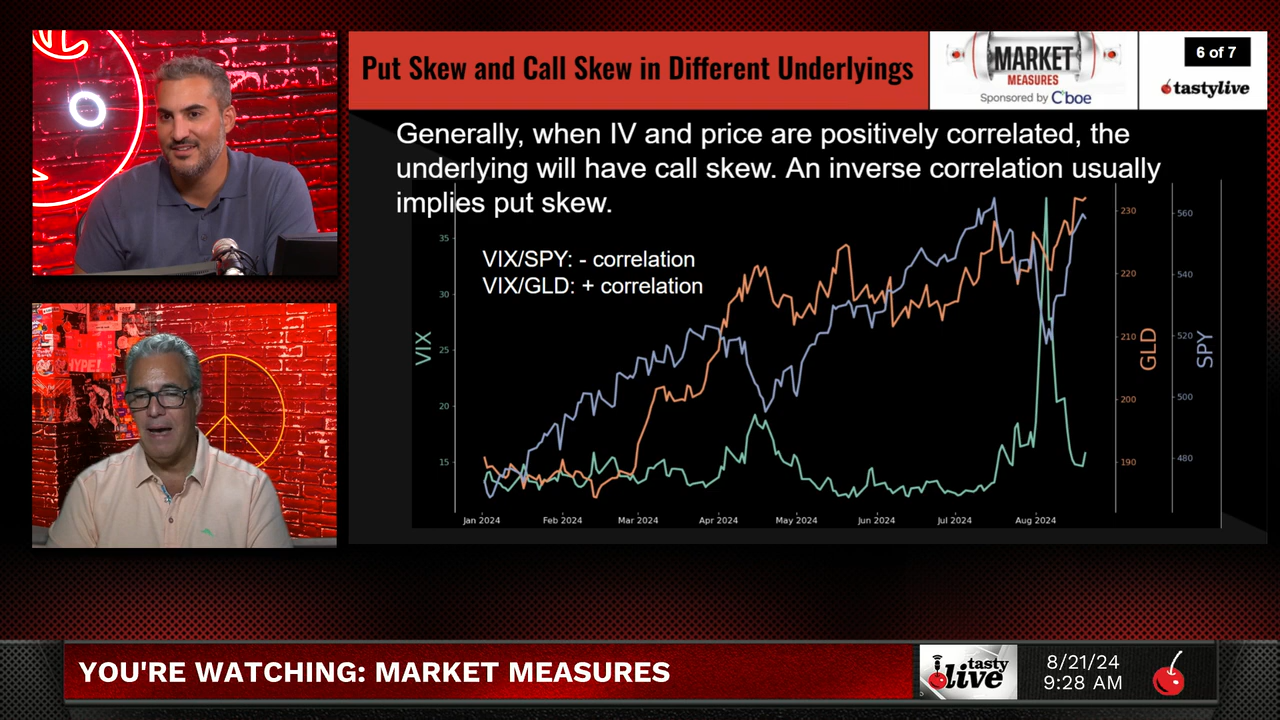 Put Skew and Call Skew in Different Underlyings
MARKET
MEASURES
Sponsored by Cboe
6 of 7
tastylive
Generally, when IV and price are positively correlated, the
underlying will have call skew. An inverse correlation usually
implies put skew.
VIX/SPY: - correlation
VIX/GLD: + correlation
VIX
35
30
25
20
15
GLD
230
220
210
200
190
SPY
560
540
520
500
480
Jan 2024 Feb 2024 Mar 2024 Apr 2024 May 2024 Jun 2024 Jul 2024 Aug 2024
HYPE!
YOU'RE WATCHING: MARKET MEASURES
tasty
live
8/21/24
9:28 AM